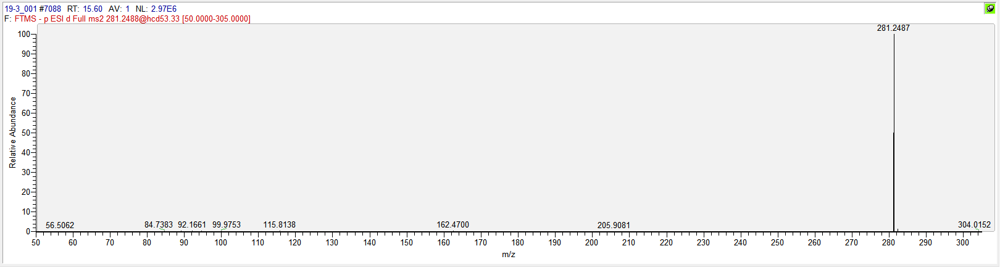 19-3_001 #7088 RT: 15.60 AV: 1 NL: 2.97E6
F: FTMS - p ESI d Full ms2 281.2488@hcd53.33 [50.0000-305.0000]
281.2487
100
90
80
70
60
50
40
30
20
10
0
Relative Abundance
56.5062 84.7383 92.1661 99.9753 115.8138 162.4700 205.9081 304.0152
50 60 70 80 90 100 110 120 130 140 150 160 170 180 190 200 210 220 230 240 250 260 270 280 290 300
m/z